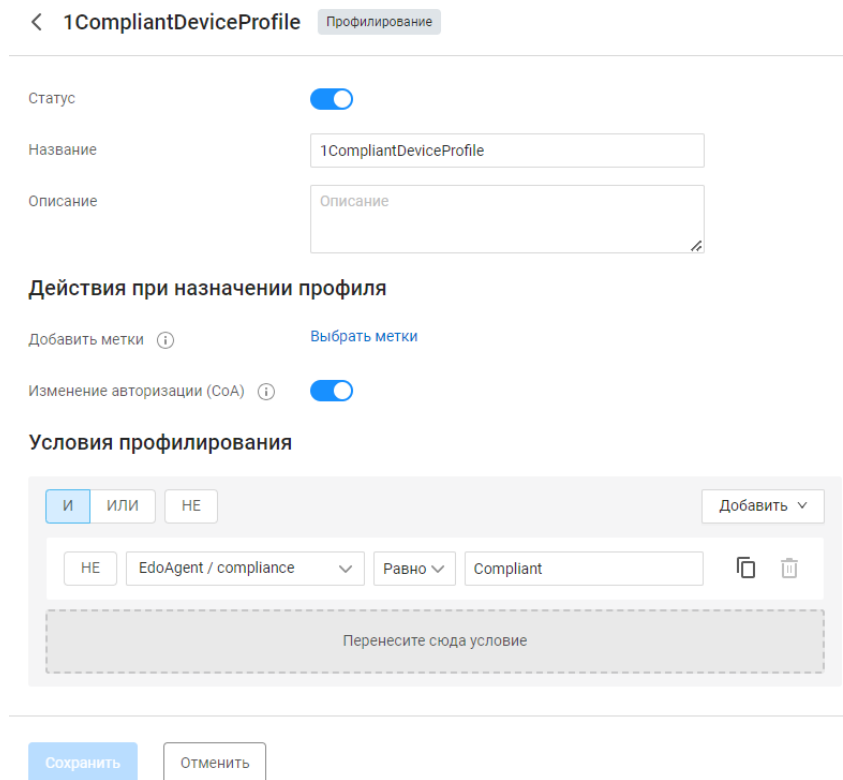 1CompliantDeviceProfile Профилирование
Статус
Название 1CompliantDeviceProfile
Описание Описание
Действия при назначении профиля
Добавить метки Выбрать метки
Изменение авторизации (CoA)
Условия профилирования
И ИЛИ НЕ Добавить
НЕ EdoAgent / compliance Равно Compliant
Перенесите сюда условие
Сохранить Отменить